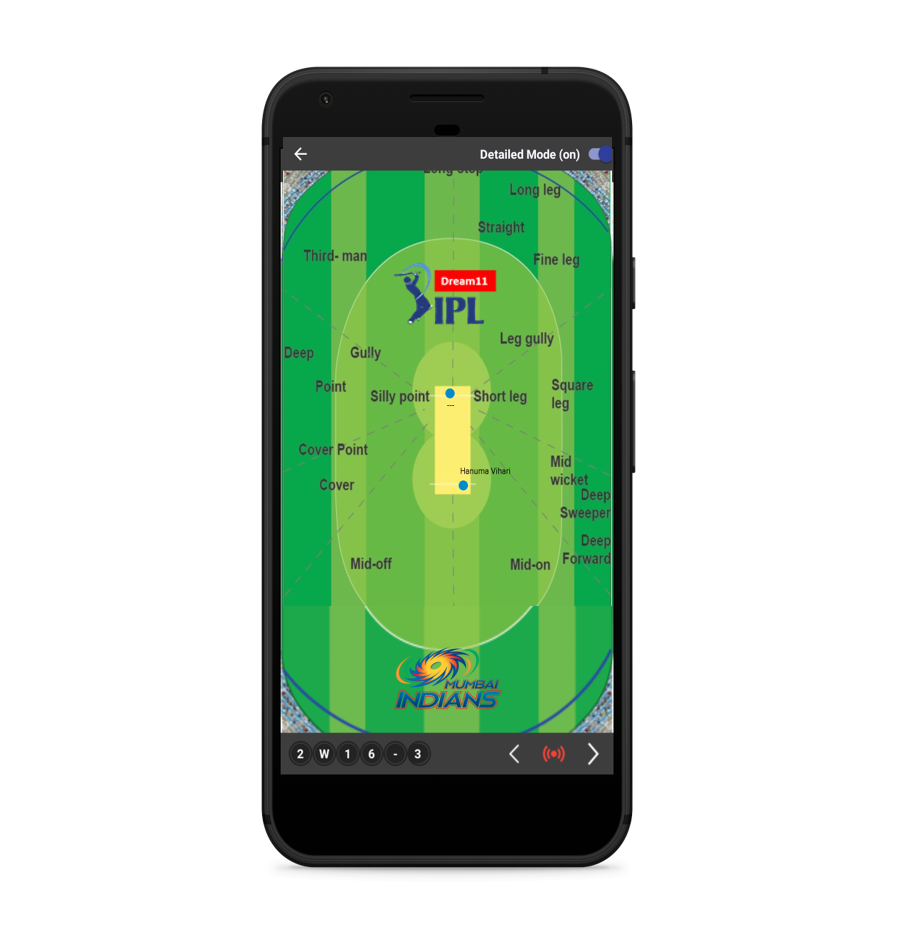 Detailed Mode (on)
Long stop
Long leg
Straight
Third- man
Fine leg
Dream11
IPL
Leg gully
Deep
Gully
Point
Silly point
Short leg
Square
leg
---
Cover Point
Mid
wicket
Hanuma Vihari
Cover
Deep
Sweeper
Deep
Forward
Mid-off
Mid-on
MUMBAI
INDIANS
2 W 1 6 - 3